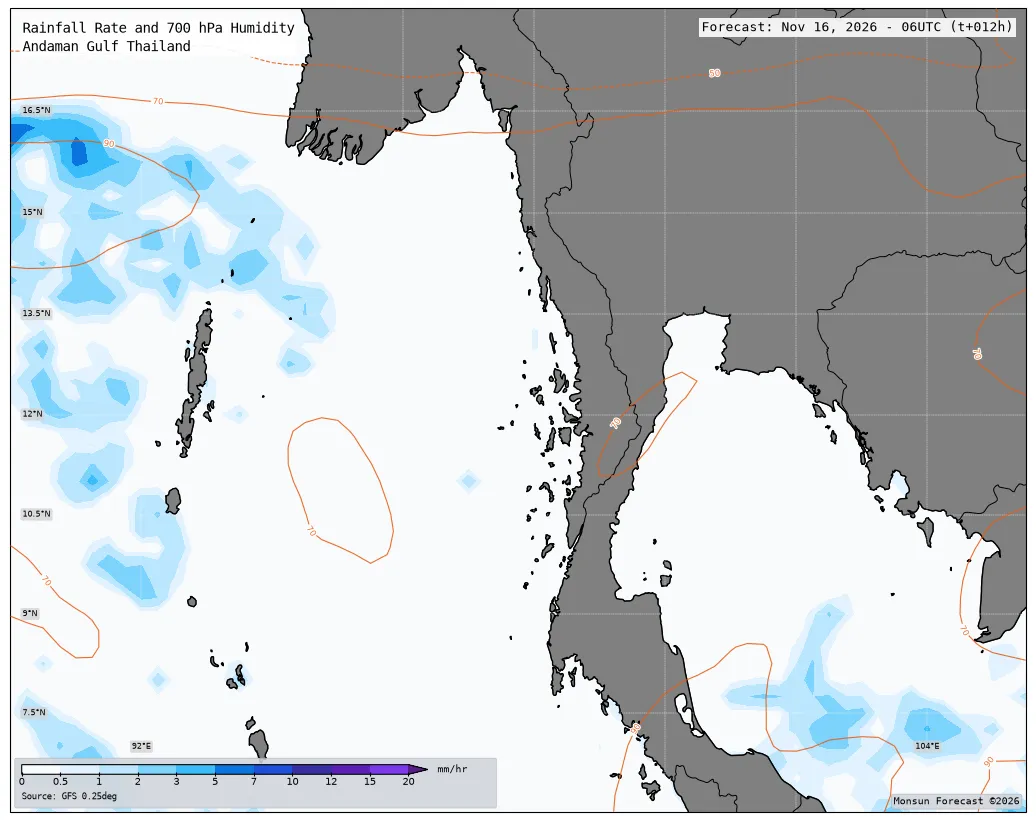 Rainfall Rate and 700 hPa Humidity
Andaman Gulf Thailand
Forecast: Nov 16, 2026 - 06UTC (t+012h)
50
70
16.5°N
90
15°N
13.5°N
70
12°N
70
10.5°N
70
70
9°N
70
7.5°N
90
92°E
104°E
90
mm/hr
0 0.5 1 2 3 5 7 10 12 15 20
Source: GFS 0.25deg
Monsun Forecast ©2026